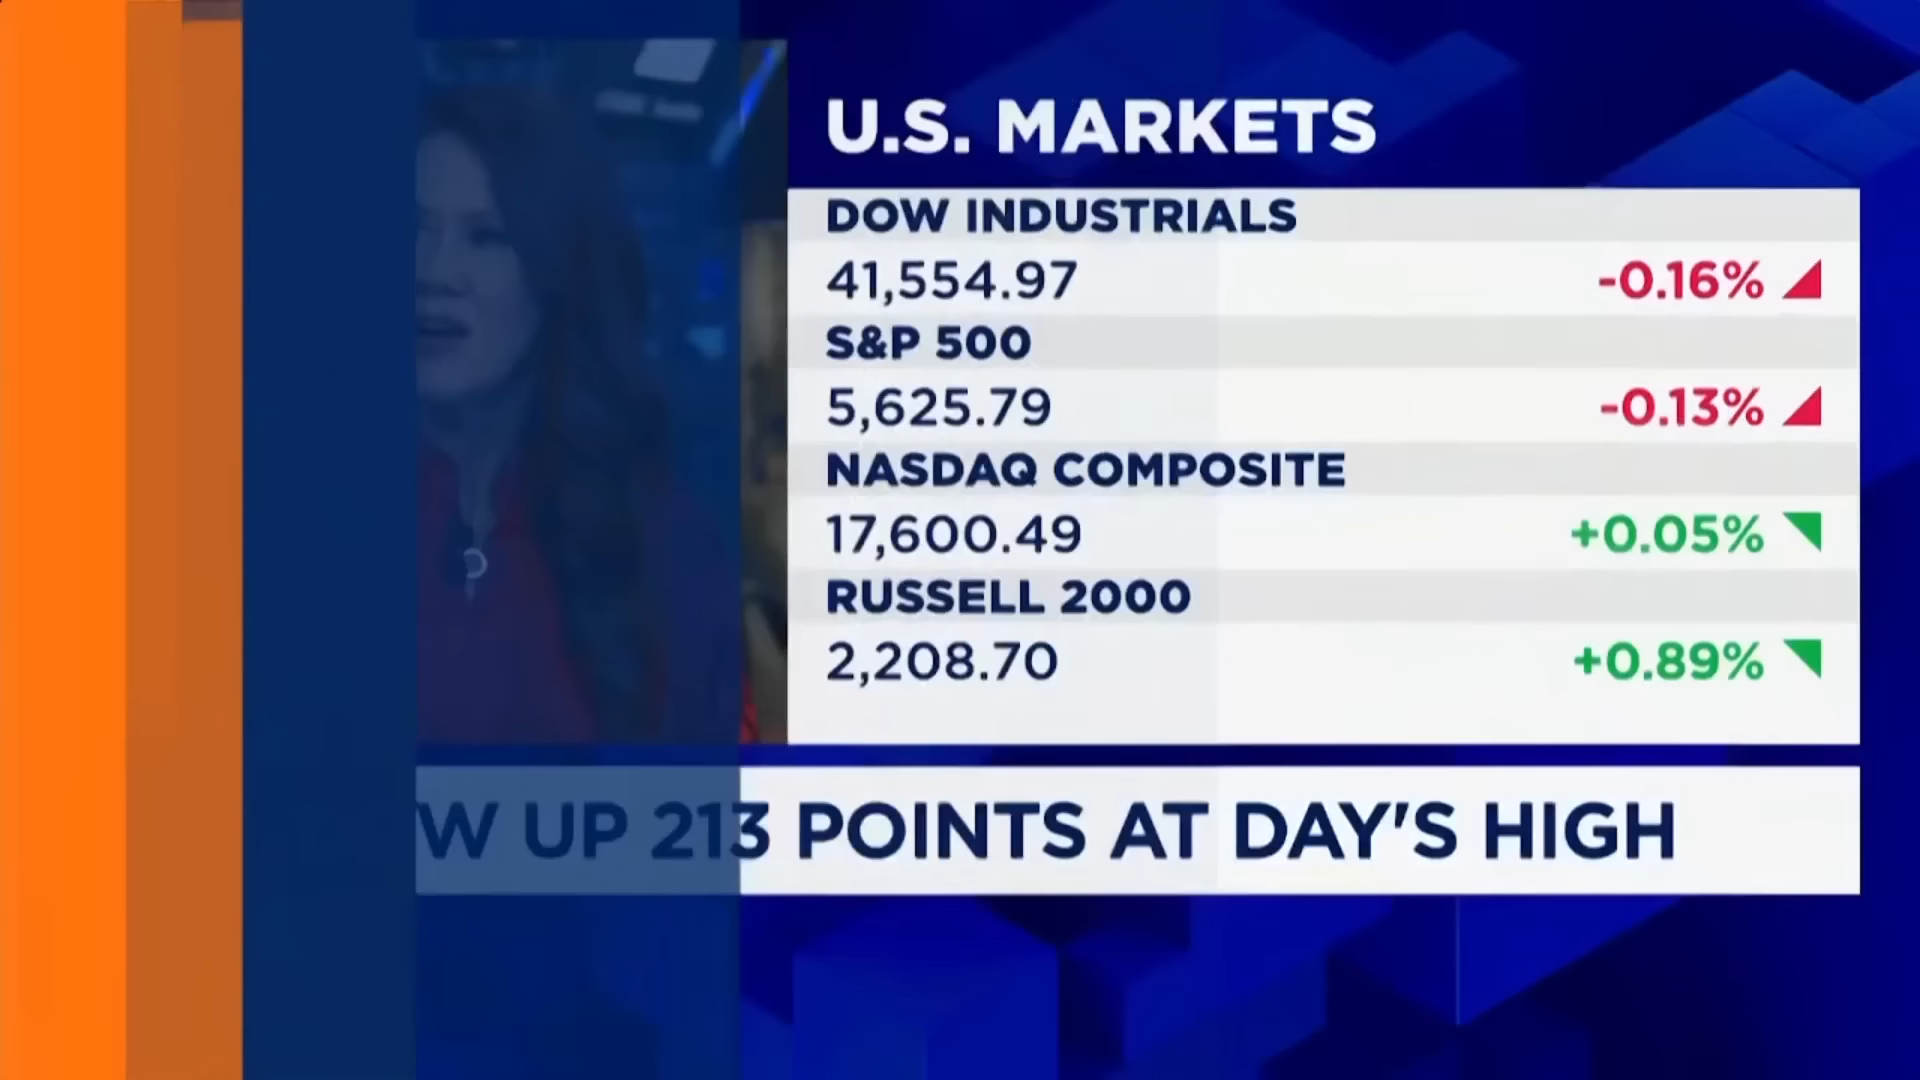 U.S. MARKETS
DOW INDUSTRIALS
41,554.97 -0.16%
S&P 500
5,625.79 -0.13%
NASDAQ COMPOSITE
17,600.49 +0.05%
RUSSELL 2000
2,208.70 +0.89%
W UP 213 POINTS AT DAY'S HIGH